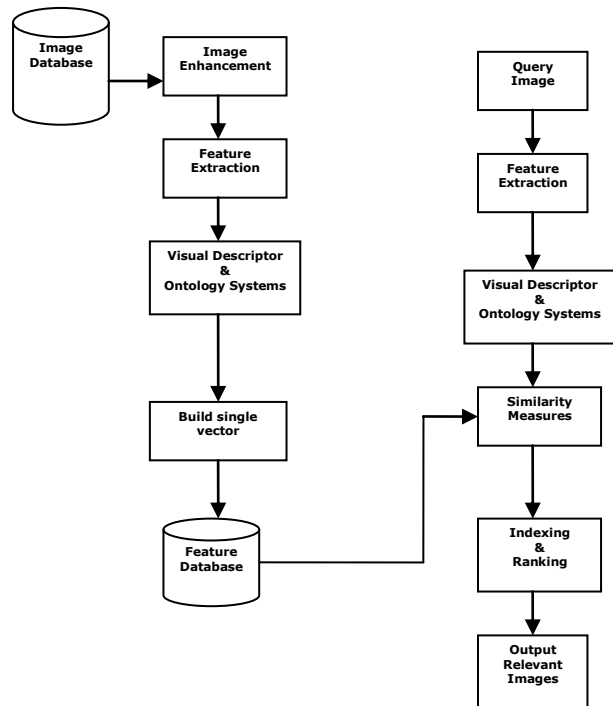 Image
Database
Image
Enhancement
Feature
Extraction
Visual Descriptor
&
Ontology Systems
Build single
vector
Feature
Database
Query
Image
Feature
Extraction
Visual Descriptor
&
Ontology Systems
Similarity
Measures
Indexing
&
Ranking
Output
Relevant
Images